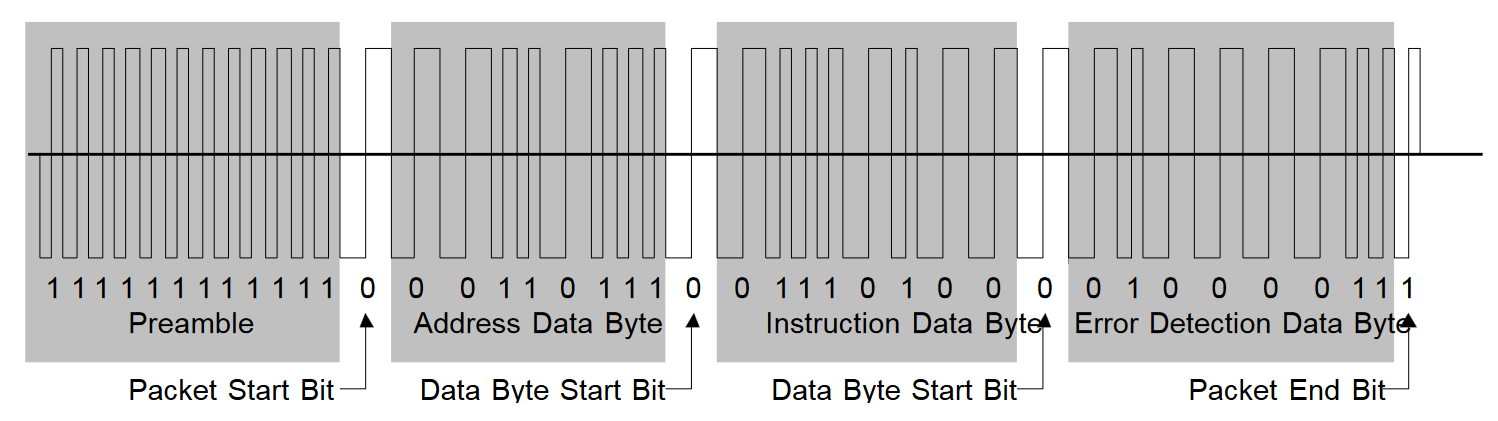 1 1 1 1 1 1 1 1 1 1 1 1 0 0 0 1 1 0 1 1 1 0 0 1 1 1 0 1 0 0 0 0 1 0 0 0 0 1 1 1
Preamble Address Data Byte Instruction Data Byte Error Detection Data Byte
Packet Start Bit Data Byte Start Bit Data Byte Start Bit Packet End Bit